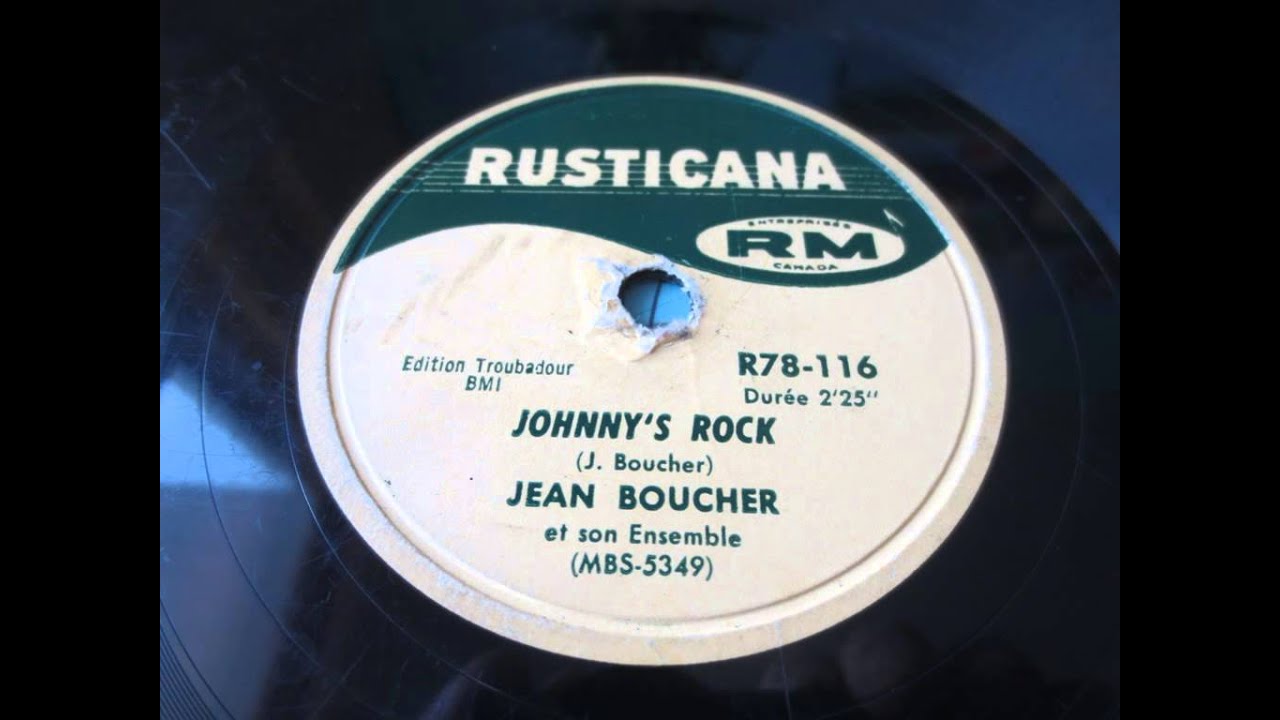 RUSTICANA
ENTREPRISES
RM
CANADA
Edition Troubadour
BMI
R78-116
Durée 2'25"
JOHNNY'S ROCK
(J. Boucher)
JEAN BOUCHER
et son Ensemble
(MBS-5349)